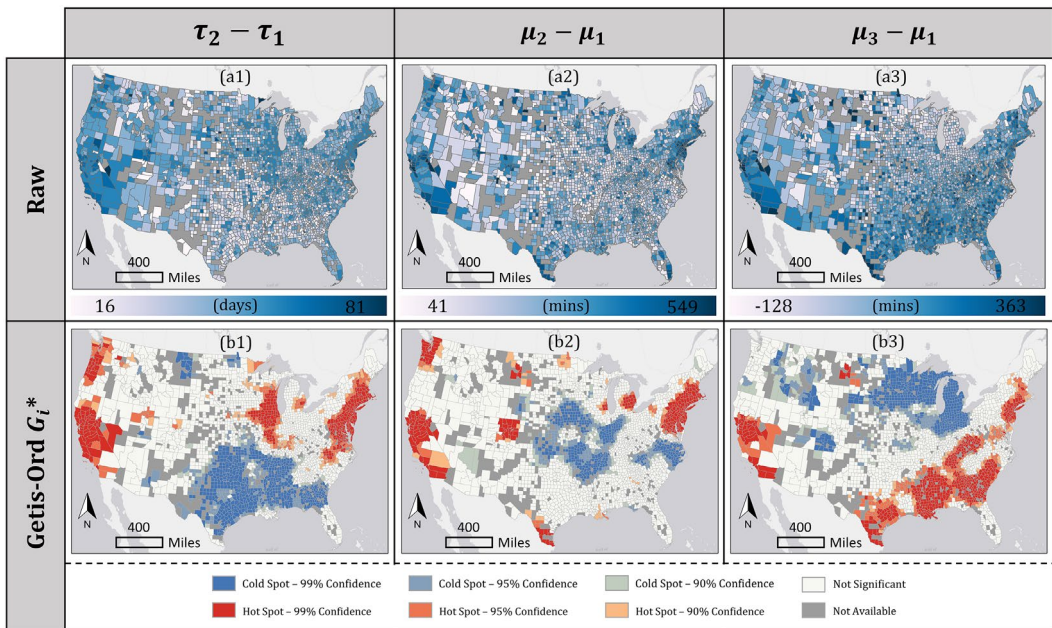 τ₂ − τ₁ μ₂ − μ₁ μ₃ − μ₁
Raw
(a1) (a2) (a3)
N 400 Miles N 400 Miles N 400 Miles
16 (days) 81 41 (mins) 549 -128 (mins) 363
Getis-Ord Gᵢ*
(b1) (b2) (b3)
N 400 Miles N 400 Miles N 400 Miles
Cold Spot – 99% Confidence Cold Spot – 95% Confidence Cold Spot – 90% Confidence Not Significant
Hot Spot – 99% Confidence Hot Spot – 95% Confidence Hot Spot – 90% Confidence Not Available